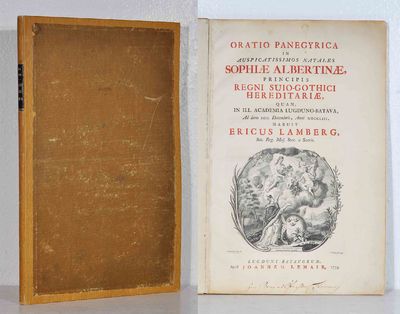 ORATIO PANEGYRICA
IN
AUSPICATISSIMOS NATALES
SOPHIÆ ALBERTINÆ,
PRINCIPIS
REGNI SUIO-GOTHICI
HEREDITARIÆ,
QUAM,
IN ILL. ACADEMIA LUGDUNO-BATAVA,
HABUIT
ERICUS LAMBERG,
LUGDUNI BATAVORUM,
Apud JOANNEM LEMAIR,